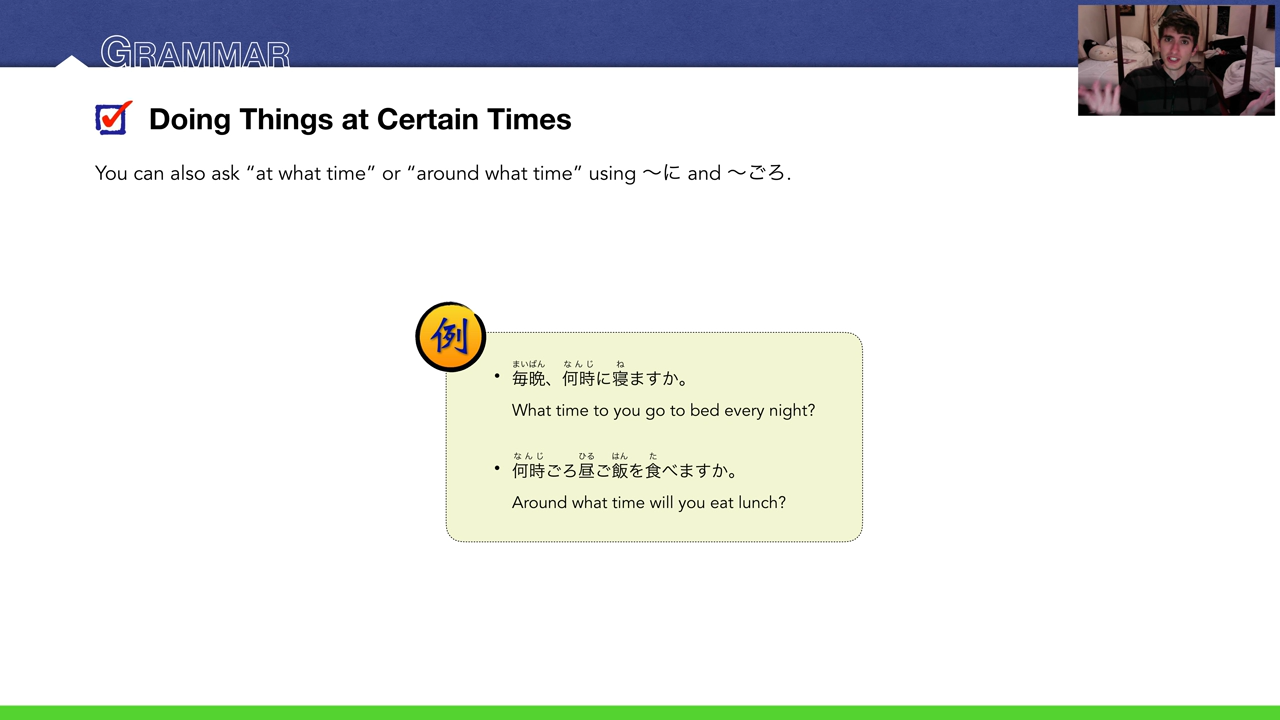 GRAMMAR
Doing Things at Certain Times
You can also ask “at what time” or “around what time” using 〜に and 〜ごろ.
例
まいばん なんじ ね
• 毎晩、何時に寝ますか。
What time to you go to bed every night?
なんじ ひる はん た
• 何時ごろ昼ご飯を食べますか。
Around what time will you eat lunch?